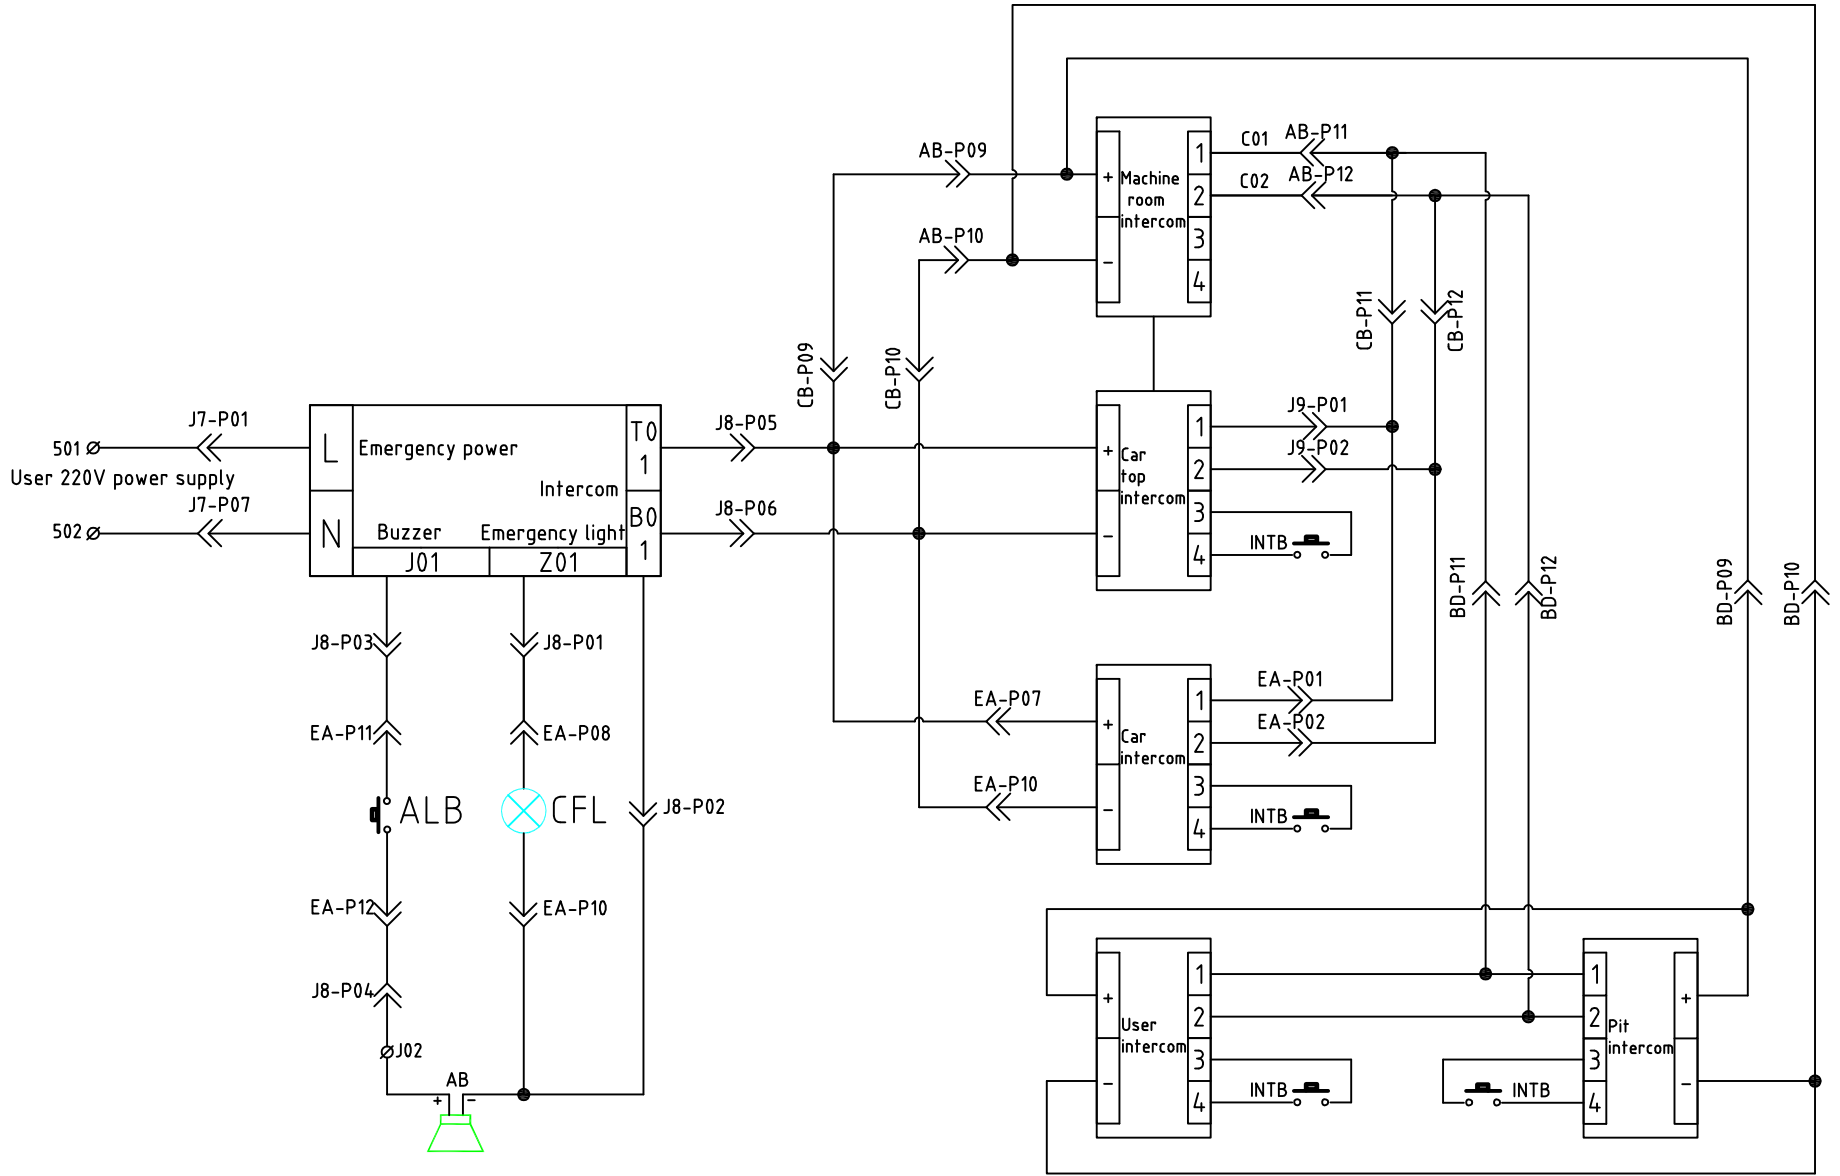 AB-P09
+
Machine
room
intercom
-
1
2
3
4
C01
AB-P11
C02
AB-P12
AB-P10
CB-P09
CB-P10
CB-P11
CB-P12
501
J7-P01
User 220V power supply
502
J7-P07
L
N
Emergency power
Intercom
Buzzer
Emergency light
J01
Z01
T0
1
B0
1
J8-P05
J8-P06
+
Car
top
intercom
-
1
2
3
4
J9-P01
J9-P02
INTB
BD-P11
BD-P12
BD-P09
BD-P10
J8-P03
J8-P01
EA-P11
EA-P08
ALB
CFL
J8-P02
EA-P12
EA-P10
J8-P04
J02
AB
+
-
EA-P07
EA-P10
+
Car
intercom
-
1
2
3
4
EA-P01
EA-P02
INTB
+
User
intercom
-
1
2
3
4
INTB
1
2
3
4
Pit
intercom
+
-
INTB